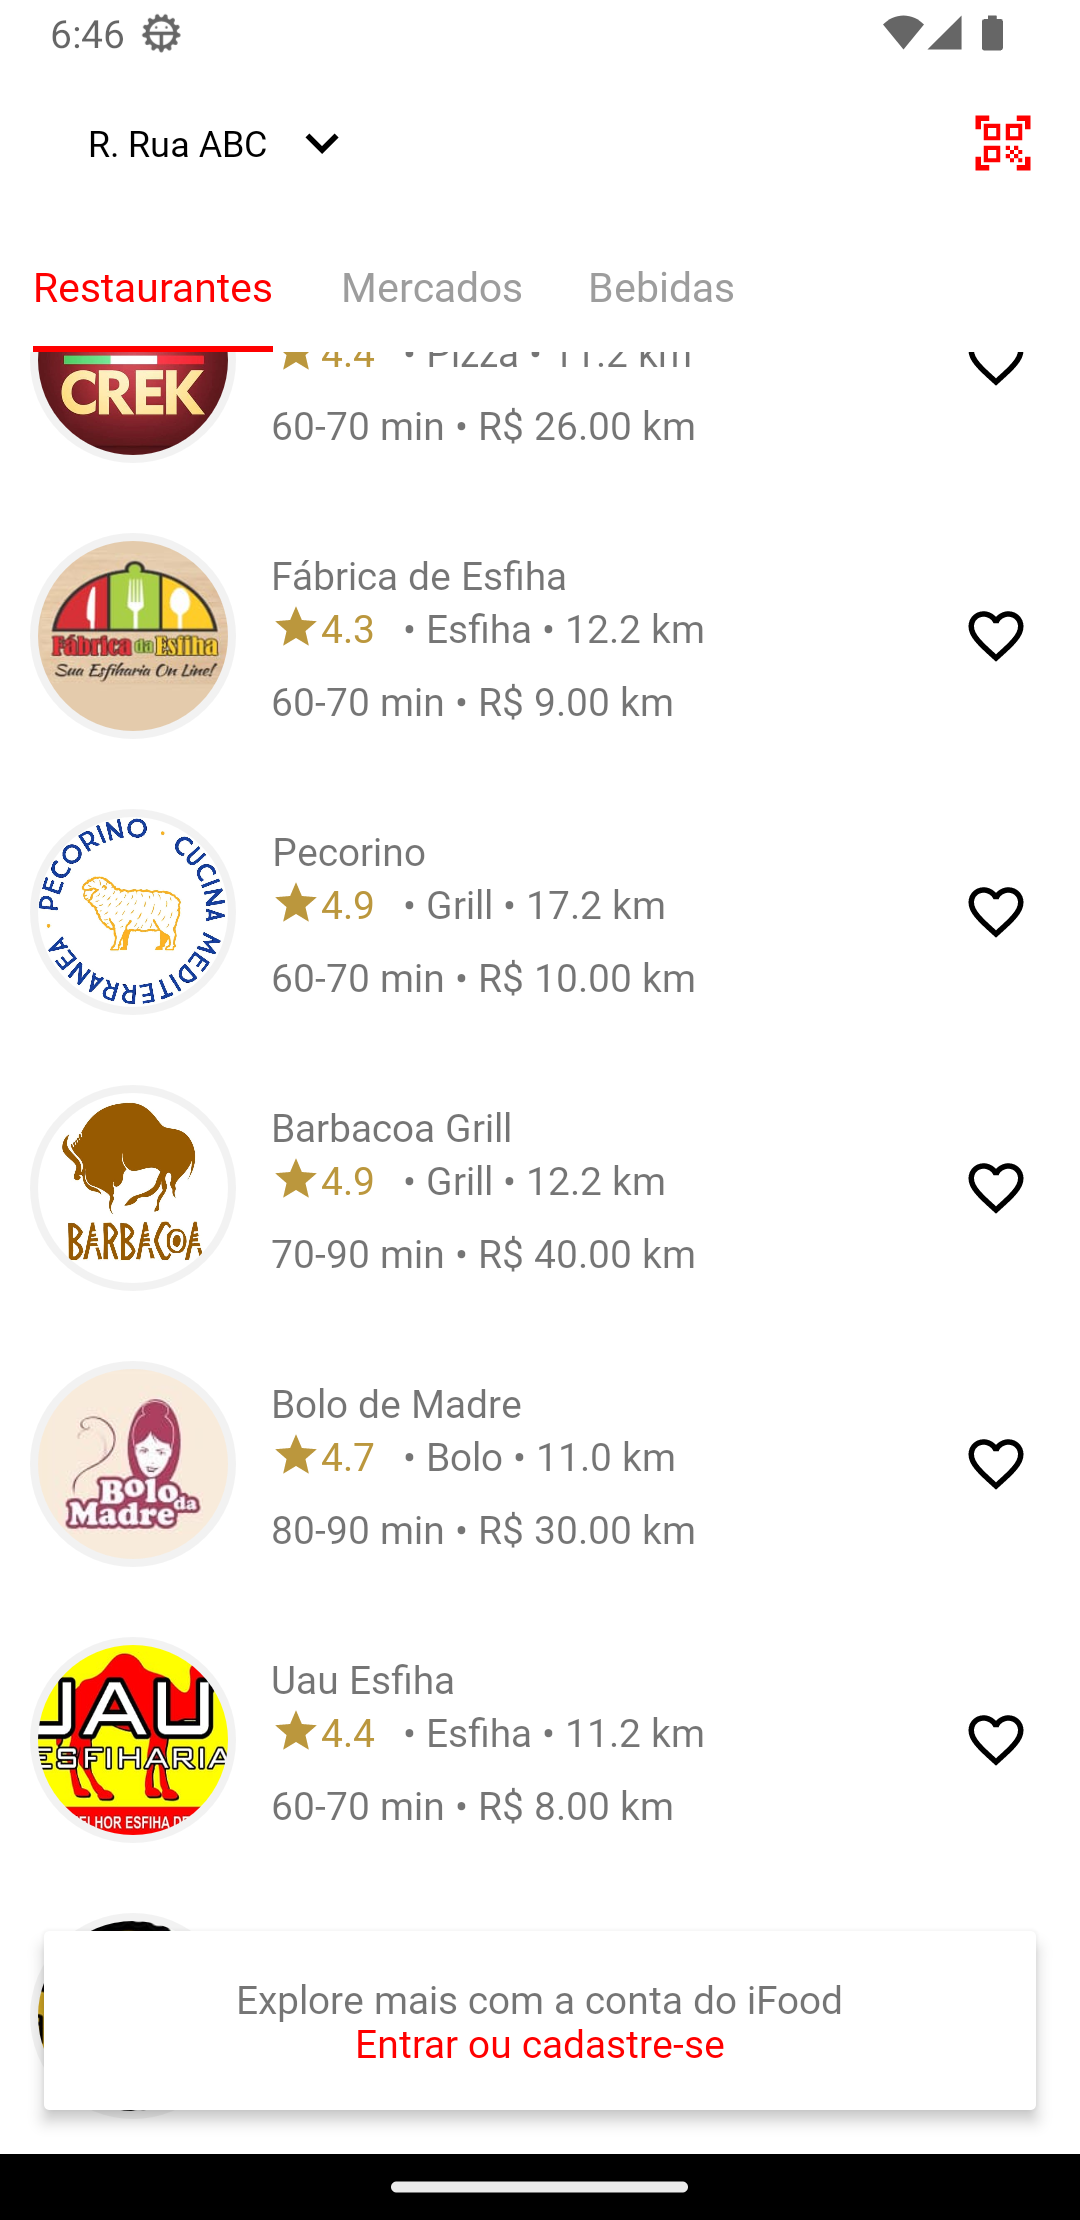 6:46
R. Rua ABC
Restaurantes Mercados Bebidas
CREK
4.4 • Pizza • 11.2 km
60-70 min • R$ 26.00 km
Fábrica da Esfiha
Sua Esfiharia On Line!
Fábrica de Esfiha
4.3 • Esfiha • 12.2 km
60-70 min • R$ 9.00 km
PECORINO · CUCINA MEDITERRANEA ·
Pecorino
4.9 • Grill • 17.2 km
60-70 min • R$ 10.00 km
BARBACOA
Barbacoa Grill
4.9 • Grill • 12.2 km
70-90 min • R$ 40.00 km
Bolo da
Madre
Bolo de Madre
4.7 • Bolo • 11.0 km
80-90 min • R$ 30.00 km
UAU
ESFIHARIA
ELHOR ESFIHA DE
Uau Esfiha
4.4 • Esfiha • 11.2 km
60-70 min • R$ 8.00 km
Explore mais com a conta do iFood
Entrar ou cadastre-se